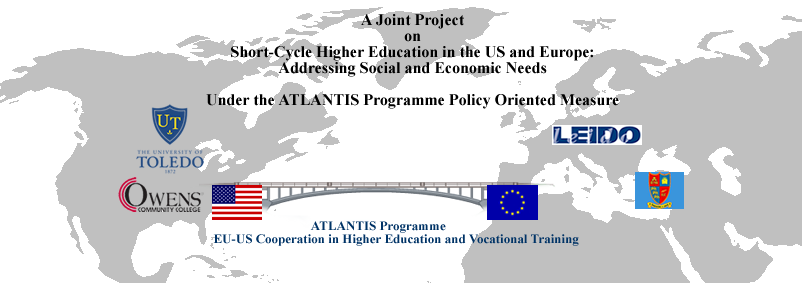 A Joint Project
on
Short-Cycle Higher Education in the US and Europe:
Addressing Social and Economic Needs
Under the ATLANTIS Programme Policy Oriented Measure
UT
THE UNIVERSITY OF
TOLEDO
1872
LEIDO
OWENS
COMMUNITY COLLEGE
ATLANTIS Programme
EU-US Cooperation in Higher Education and Vocational Training